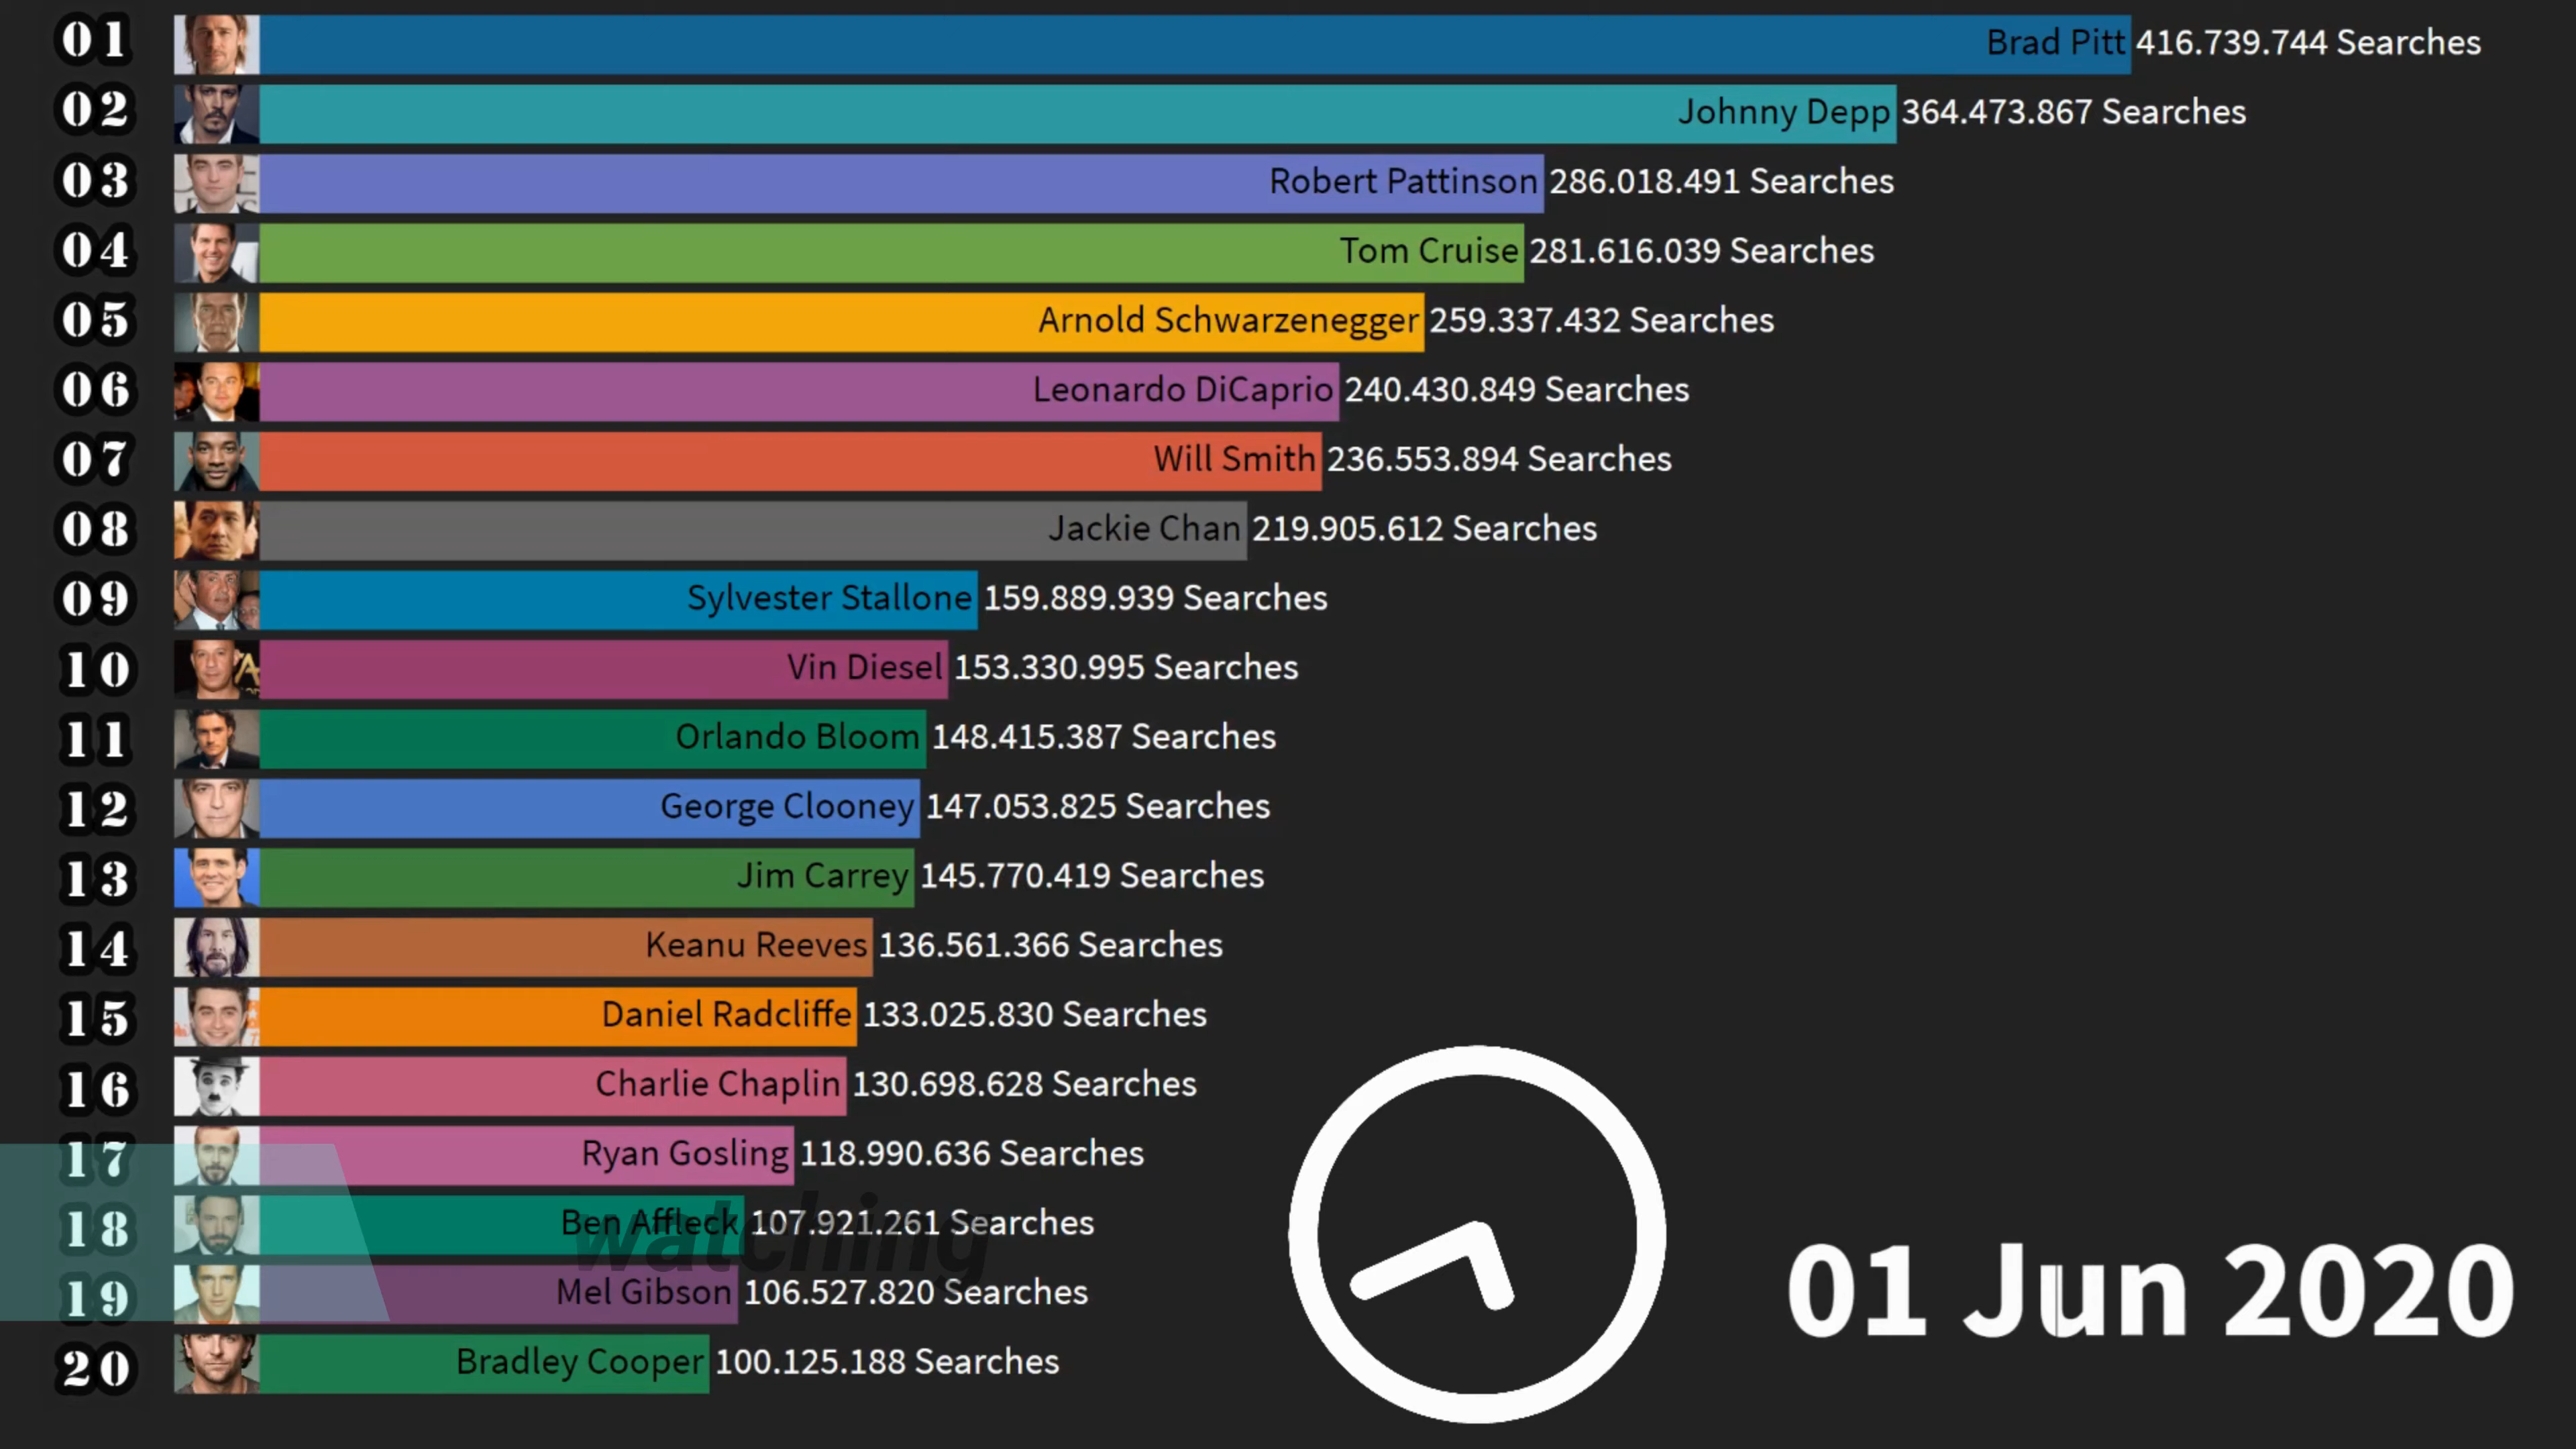 01 Brad Pitt 416.739.744 Searches
02 Johnny Depp 364.473.867 Searches
03 Robert Pattinson 286.018.491 Searches
04 Tom Cruise 281.616.039 Searches
05 Arnold Schwarzenegger 259.337.432 Searches
06 Leonardo DiCaprio 240.430.849 Searches
07 Will Smith 236.553.894 Searches
08 Jackie Chan 219.905.612 Searches
09 Sylvester Stallone 159.889.939 Searches
10 Vin Diesel 153.330.995 Searches
11 Orlando Bloom 148.415.387 Searches
12 George Clooney 147.053.825 Searches
13 Jim Carrey 145.770.419 Searches
14 Keanu Reeves 136.561.366 Searches
15 Daniel Radcliffe 133.025.830 Searches
16 Charlie Chaplin 130.698.628 Searches
17 Ryan Gosling 118.990.636 Searches
18 Ben Affleck 107.921.261 Searches
watching
19 Mel Gibson 106.527.820 Searches
01 Jun 2020
20 Bradley Cooper 100.125.188 Searches